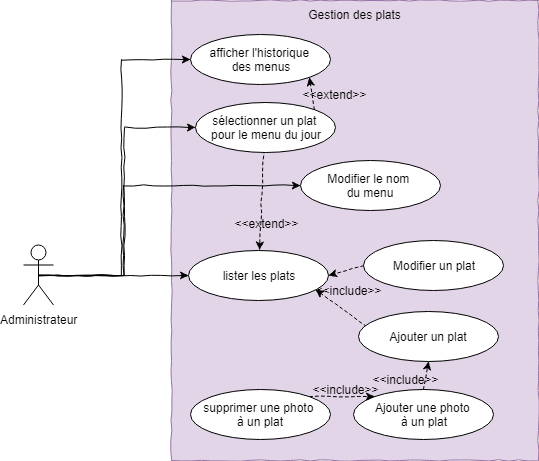 Gestion des plats
afficher l'historique
des menus
<<extend>>
sélectionner un plat
pour le menu du jour
Modifier le nom
du menu
<<extend>>
lister les plats
Modifier un plat
<<include>>
Administrateur
Ajouter un plat
<<include>>
<<include>>
supprimer une photo
à un plat
Ajouter une photo
à un plat